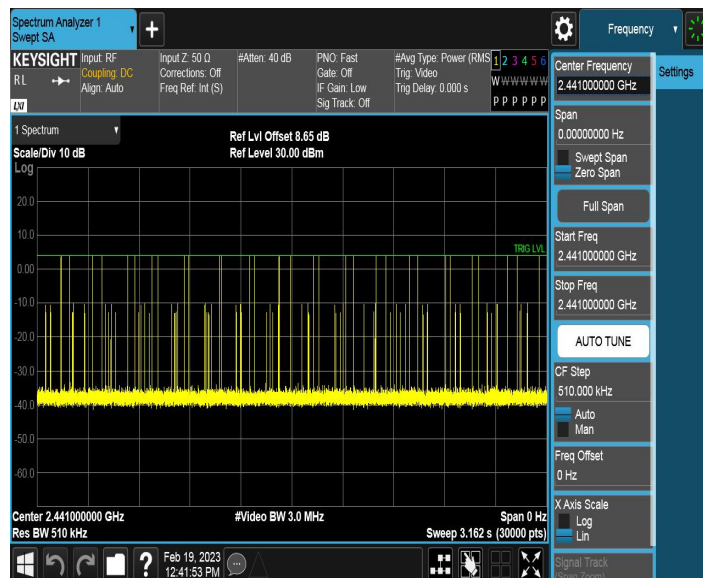 Spectrum Analyzer 1
Swept SA
Frequency
KEYSIGHT
RL
LXI
Input: RF
Coupling: DC
Align: Auto
Input Z: 50 Ω
Corrections: Off
Freq Ref: Int (S)
#Atten: 40 dB
PNO: Fast
Gate: Off
IF Gain: Low
Sig Track: Off
#Avg Type: Power (RMS
Trig: Video
Trig Delay: 0.000 s
1 2 3 4 5 6
W W W W W W
P P P P P P
Settings
1 Spectrum
Scale/Div 10 dB
Log
Ref Lvl Offset 8.65 dB
Ref Level 30.00 dBm
20.0
10.0
0.00
-10.0
-20.0
-30.0
-40.0
-50.0
-60.0
TRIG LVL
Center 2.441000000 GHz
Res BW 510 kHz
#Video BW 3.0 MHz
Span 0 Hz
Sweep 3.162 s (30000 pts)
Center Frequency
2.441000000 GHz
Span
0.00000000 Hz
Swept Span
Zero Span
Full Span
Start Freq
2.441000000 GHz
Stop Freq
2.441000000 GHz
AUTO TUNE
CF Step
510.000 kHz
Auto
Man
Freq Offset
0 Hz
X Axis Scale
Log
Lin
Signal Track
(Span Zoom)
Feb 19, 2023
12:41:53 PM